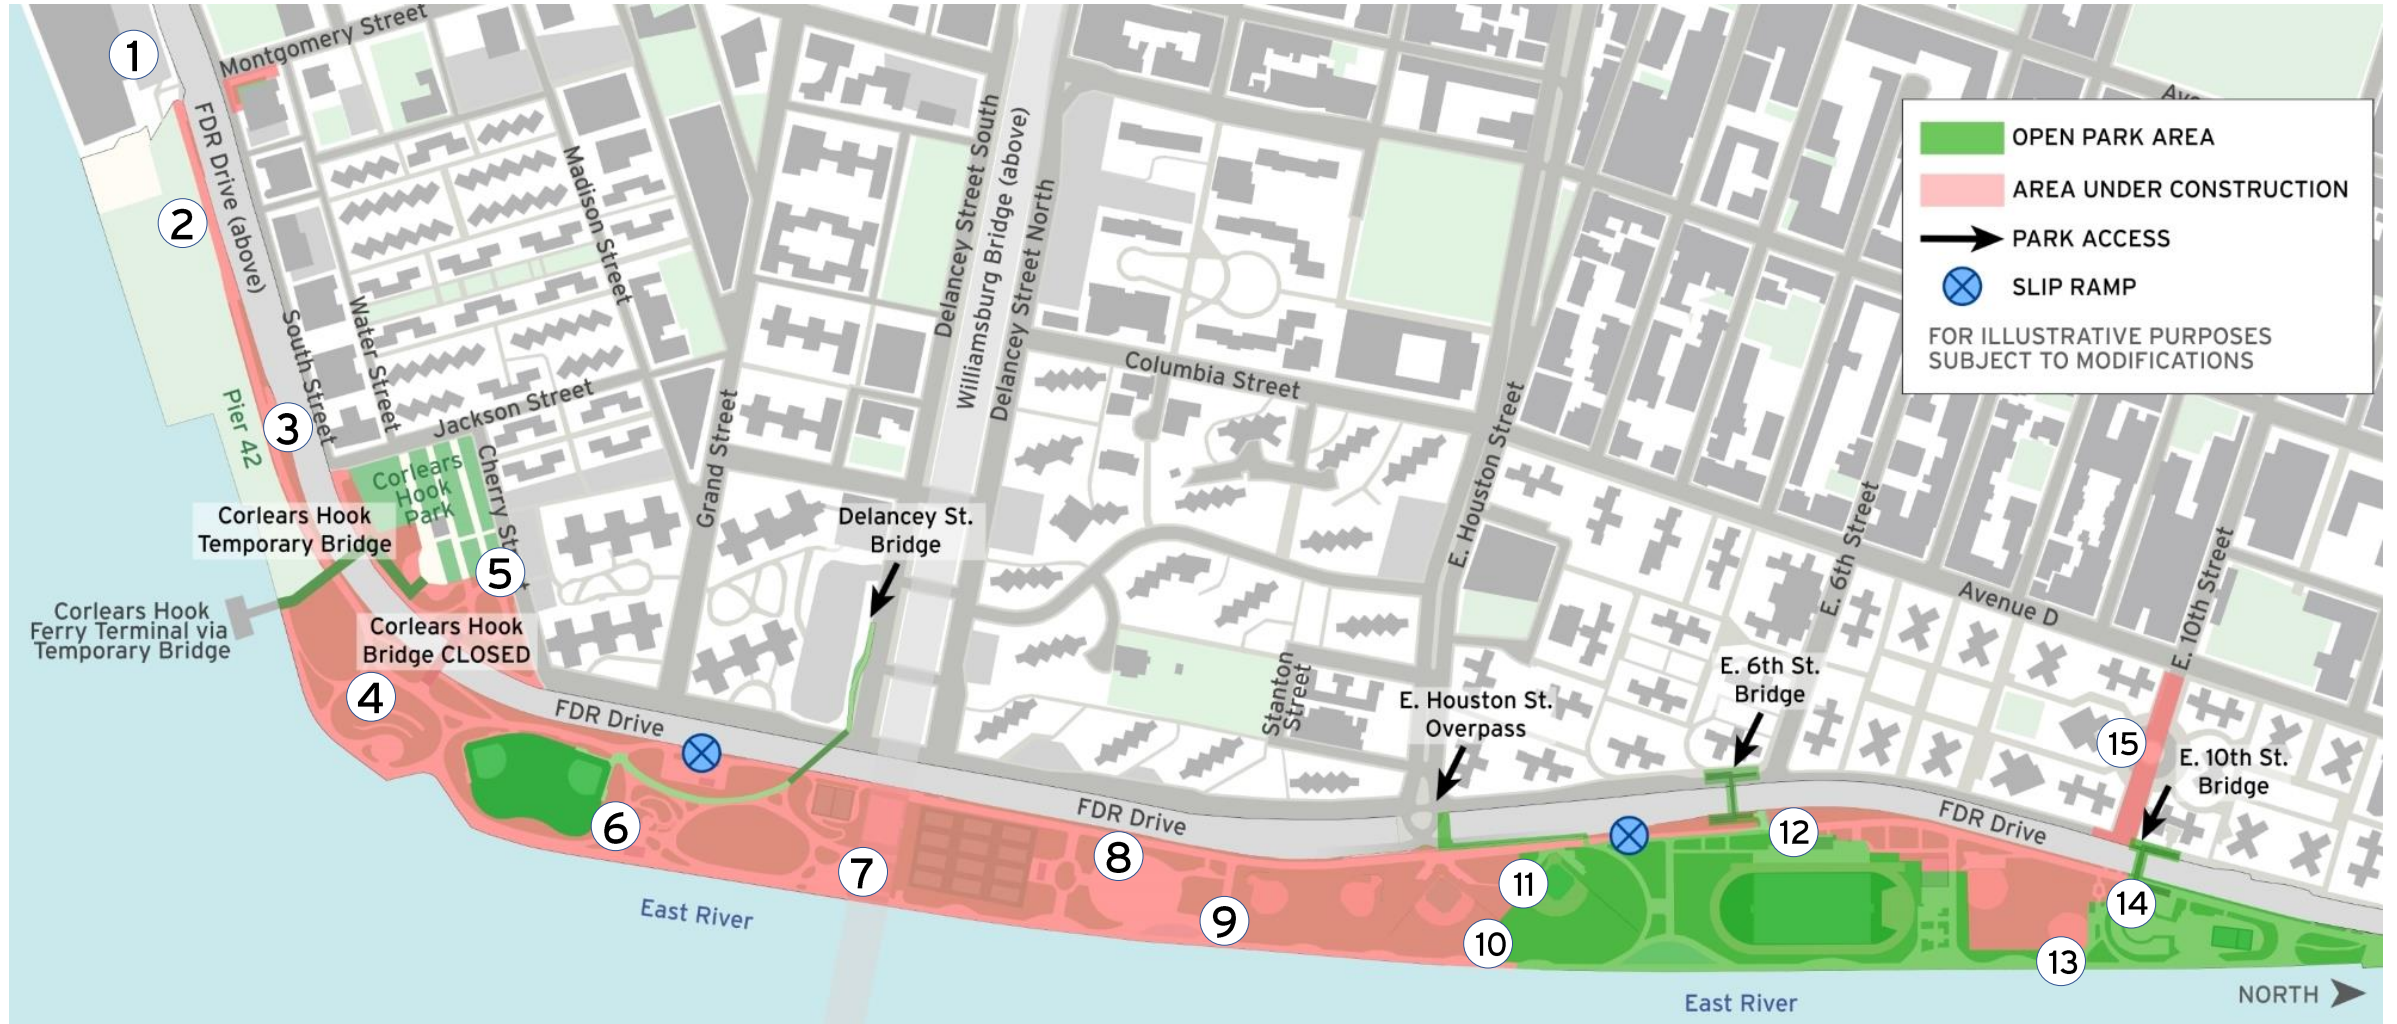 1
Montgomery Street
FDR Drive (above)
2
South Street
Water Street
Madison Street
Pier 42
3
Jackson Street
Corlears
Hook
Park
Cherry St
5
Corlears Hook
Temporary Bridge
Corlears Hook
Ferry Terminal via
Temporary Bridge
Corlears Hook
Bridge CLOSED
4
FDR Drive
6
Grand Street
Delancey St.
Bridge
Delancey Street South
Williamsburg Bridge (above)
Delancey Street North
Columbia Street
7
East River
FDR Drive
8
9
Stanton
Street
E. Houston Street
E. Houston St.
Overpass
10
11
E. 6th Street
E. 6th St.
Bridge
12
Avenue D
FDR Drive
13
E. 10th Street
15
E. 10th St.
Bridge
14
East River
NORTH
OPEN PARK AREA
AREA UNDER CONSTRUCTION
PARK ACCESS
SLIP RAMP
FOR ILLUSTRATIVE PURPOSES
SUBJECT TO MODIFICATIONS